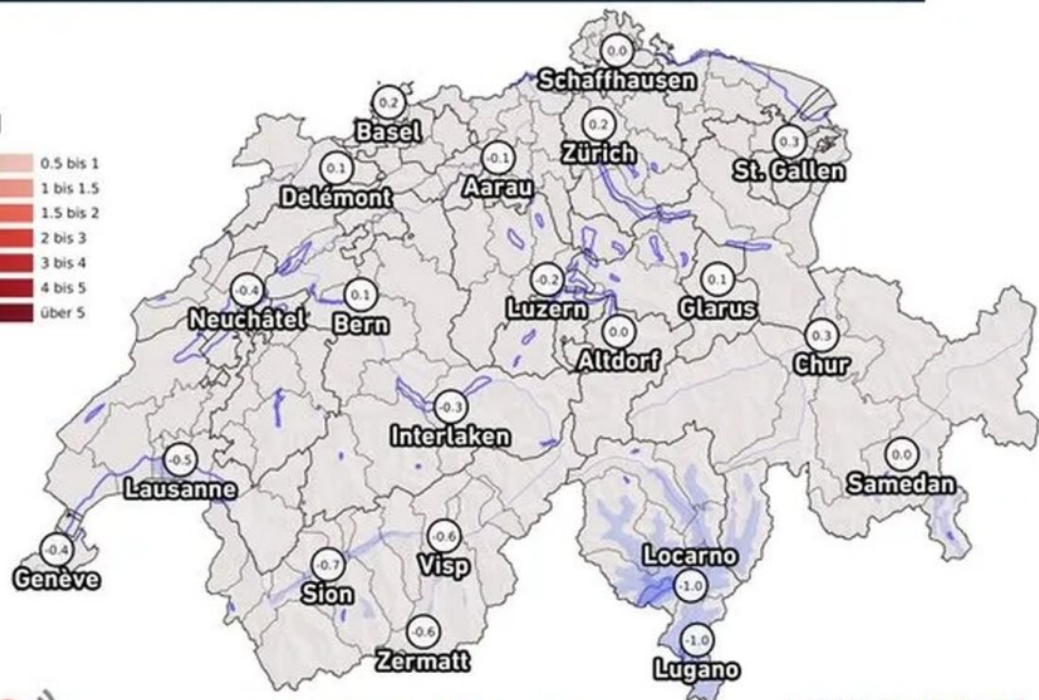 0.0
Schaffhausen
0.2
Basel
0.2
Zürich
0.3
St. Gallen
0.5 bis 1
1 bis 1.5
1.5 bis 2
2 bis 3
3 bis 4
4 bis 5
über 5
0.1
Delémont
-0.1
Aarau
-0.4
Neuchâtel
0.1
Bern
-0.2
Luzern
0.1
Glarus
0.0
Altdorf
0.3
Chur
-0.3
Interlaken
-0.5
Lausanne
0.0
Samedan
-0.4
Genève
-0.7
Sion
-0.6
Visp
Locarno
-1.0
-0.6
Zermatt
-1.0
Lugano